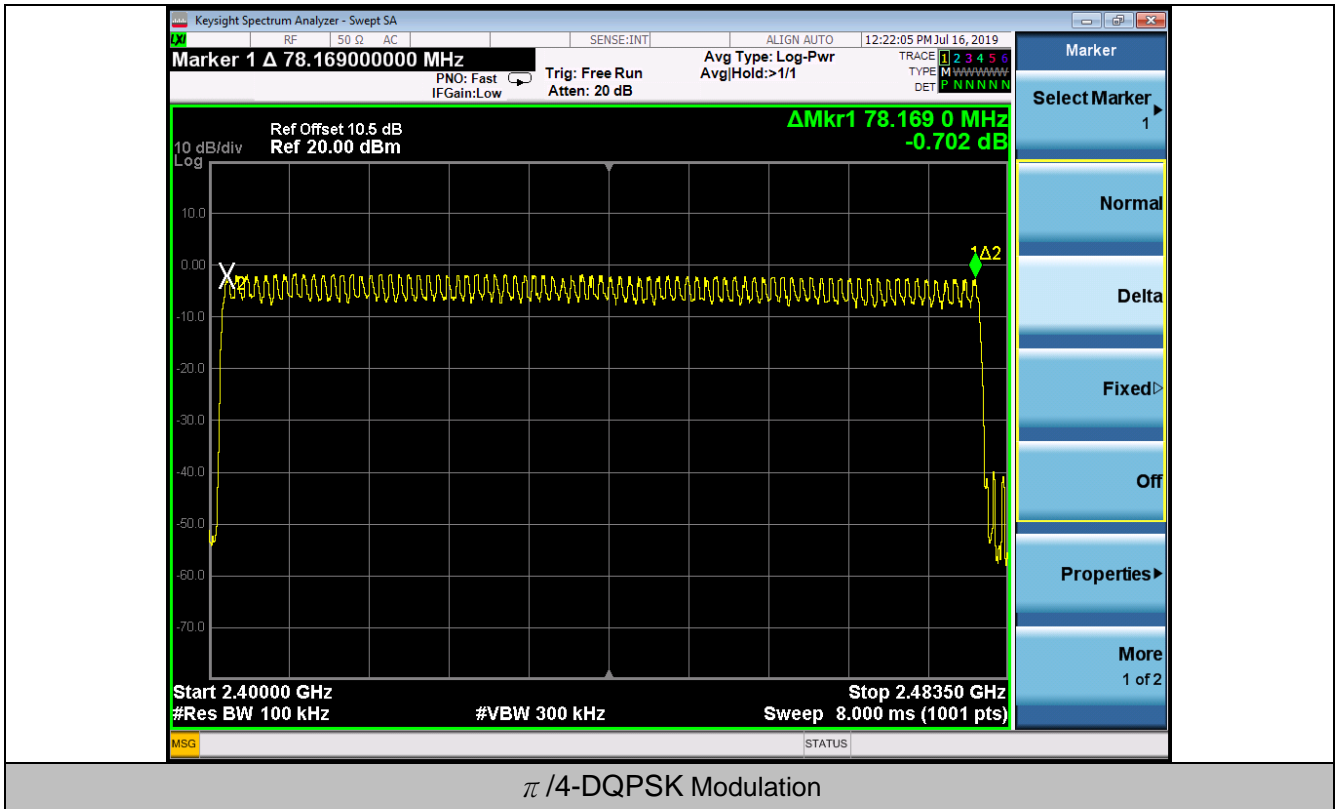 Keysight Spectrum Analyzer - Swept SA
LXI RF 50 Ω AC SENSE:INT ALIGN AUTO 12:22:05 PM Jul 16, 2019
Marker 1 Δ 78.169000000 MHz
PNO: Fast
IFGain:Low
Trig: Free Run
Atten: 20 dB
Avg Type: Log-Pwr
Avg|Hold:>1/1
TRACE 1 2 3 4 5 6
TYPE M WWWWW
DET P N N N N N
ΔMkr1 78.169 0 MHz
-0.702 dB
Ref Offset 10.5 dB
10 dB/div Ref 20.00 dBm
Log
10.0
0.00
-10.0
-20.0
-30.0
-40.0
-50.0
-60.0
-70.0
X2
1Δ2
Start 2.40000 GHz Stop 2.48350 GHz
#Res BW 100 kHz #VBW 300 kHz Sweep 8.000 ms (1001 pts)
MSG STATUS
Marker
Select Marker
1
Normal
Delta
Fixed
Off
Properties
More
1 of 2
π/4-DQPSK Modulation